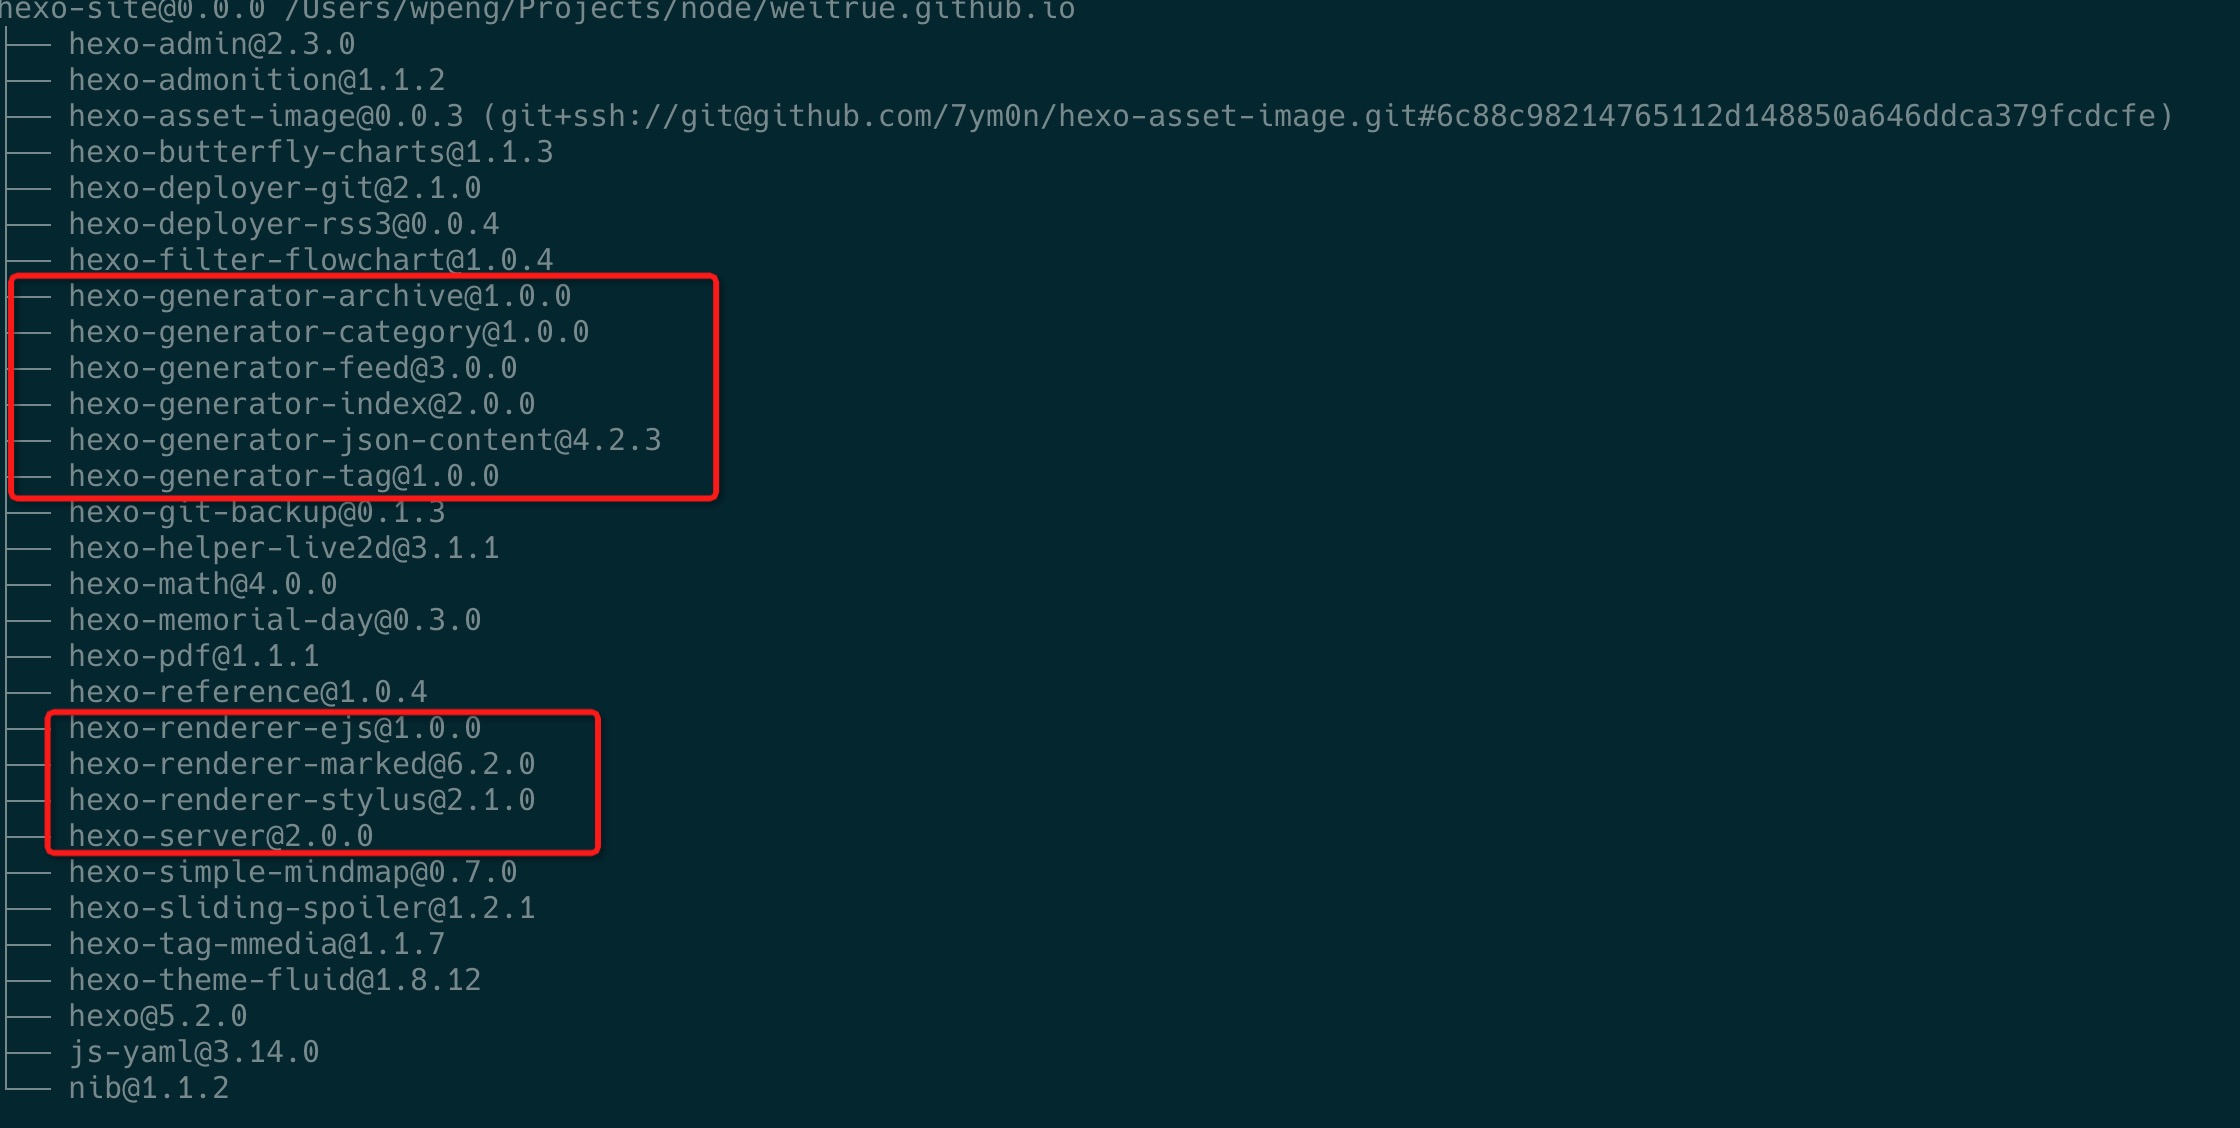 hexo-site@0.0.0 /Users/wpeng/Projects/node/weitrue.github.io
├── hexo-admin@2.3.0
├── hexo-admonition@1.1.2
├── hexo-asset-image@0.0.3 (git+ssh://git@github.com/7ym0n/hexo-asset-image.git#6c88c98214765112d148850a646ddca379fcdcfe)
├── hexo-butterfly-charts@1.1.3
├── hexo-deployer-git@2.1.0
├── hexo-deployer-rss3@0.0.4
├── hexo-filter-flowchart@1.0.4
├── hexo-generator-archive@1.0.0
├── hexo-generator-category@1.0.0
├── hexo-generator-feed@3.0.0
├── hexo-generator-index@2.0.0
├── hexo-generator-json-content@4.2.3
├── hexo-generator-tag@1.0.0
├── hexo-git-backup@0.1.3
├── hexo-helper-live2d@3.1.1
├── hexo-math@4.0.0
├── hexo-memorial-day@0.3.0
├── hexo-pdf@1.1.1
├── hexo-reference@1.0.4
├── hexo-renderer-ejs@1.0.0
├── hexo-renderer-marked@6.2.0
├── hexo-renderer-stylus@2.1.0
├── hexo-server@2.0.0
├── hexo-simple-mindmap@0.7.0
├── hexo-sliding-spoiler@1.2.1
├── hexo-tag-mmedia@1.1.7
├── hexo-theme-fluid@1.8.12
├── hexo@5.2.0
├── js-yaml@3.14.0
└── nib@1.1.2